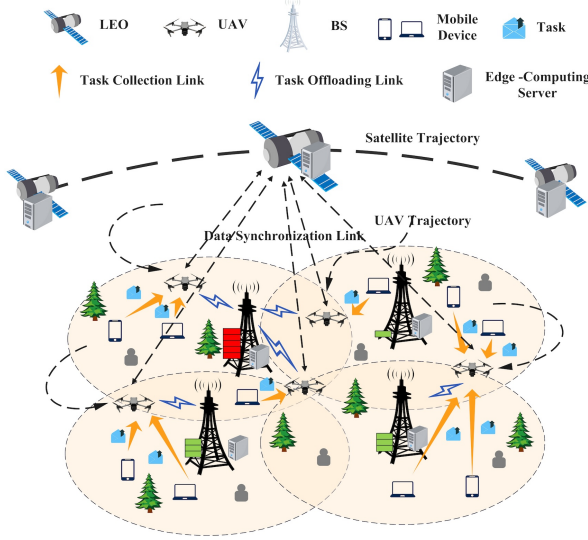 LEO
UAV
BS
Mobile
Device
Task
Task Collection Link
Task Offloading Link
Edge -Computing
Server
Satellite Trajectory
UAV Trajectory
Data Synchronization Link